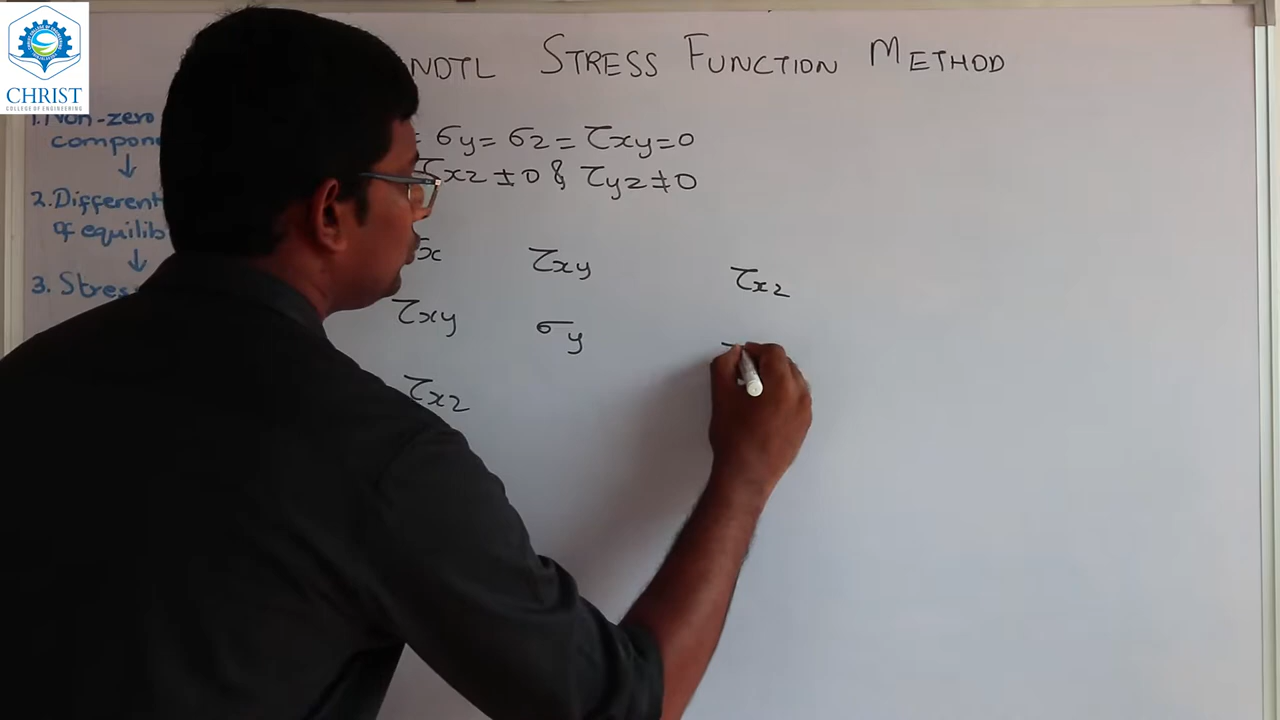 CHRIST
COLLEGE OF ENGINEERING
NDTL STRESS FUNCTION METHOD
1. Non-zero
compone
↓
2. Different
of equilib
↓
3. Stres
= σy = σz = τxy = 0
τxz ≠ 0 & τyz ≠ 0
σx τxy τxz
τxy σy
τxz